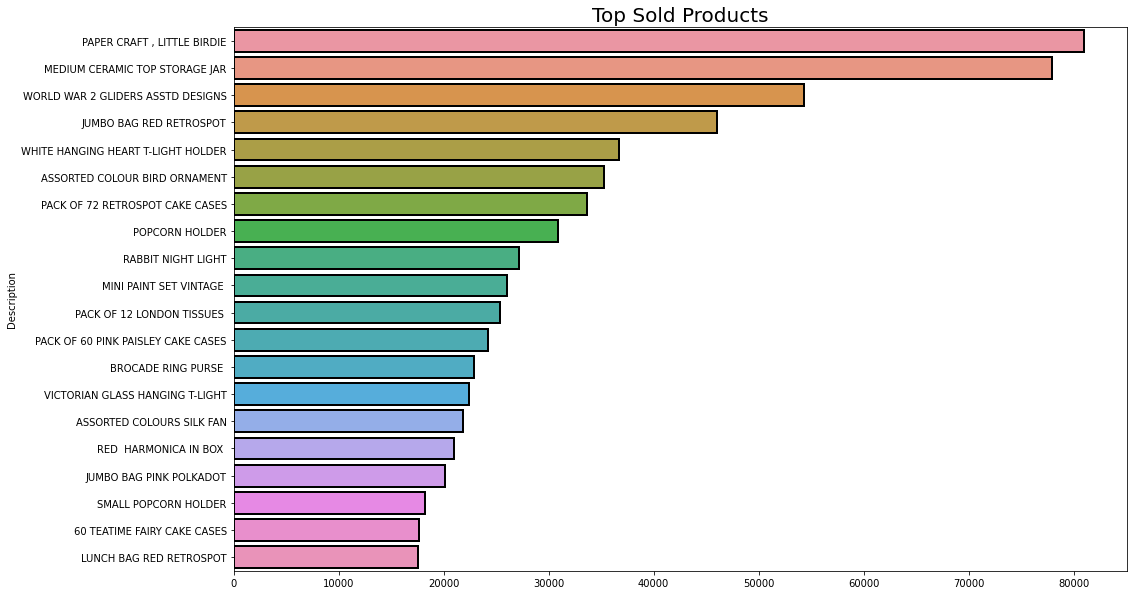 Top Sold Products
PAPER CRAFT , LITTLE BIRDIE
MEDIUM CERAMIC TOP STORAGE JAR
WORLD WAR 2 GLIDERS ASSTD DESIGNS
JUMBO BAG RED RETROSPOT
WHITE HANGING HEART T-LIGHT HOLDER
ASSORTED COLOUR BIRD ORNAMENT
PACK OF 72 RETROSPOT CAKE CASES
POPCORN HOLDER
RABBIT NIGHT LIGHT
MINI PAINT SET VINTAGE
PACK OF 12 LONDON TISSUES
PACK OF 60 PINK PAISLEY CAKE CASES
BROCADE RING PURSE
VICTORIAN GLASS HANGING T-LIGHT
ASSORTED COLOURS SILK FAN
RED  HARMONICA IN BOX
JUMBO BAG PINK POLKADOT
SMALL POPCORN HOLDER
60 TEATIME FAIRY CAKE CASES
LUNCH BAG RED RETROSPOT
Description
0 10000 20000 30000 40000 50000 60000 70000 80000